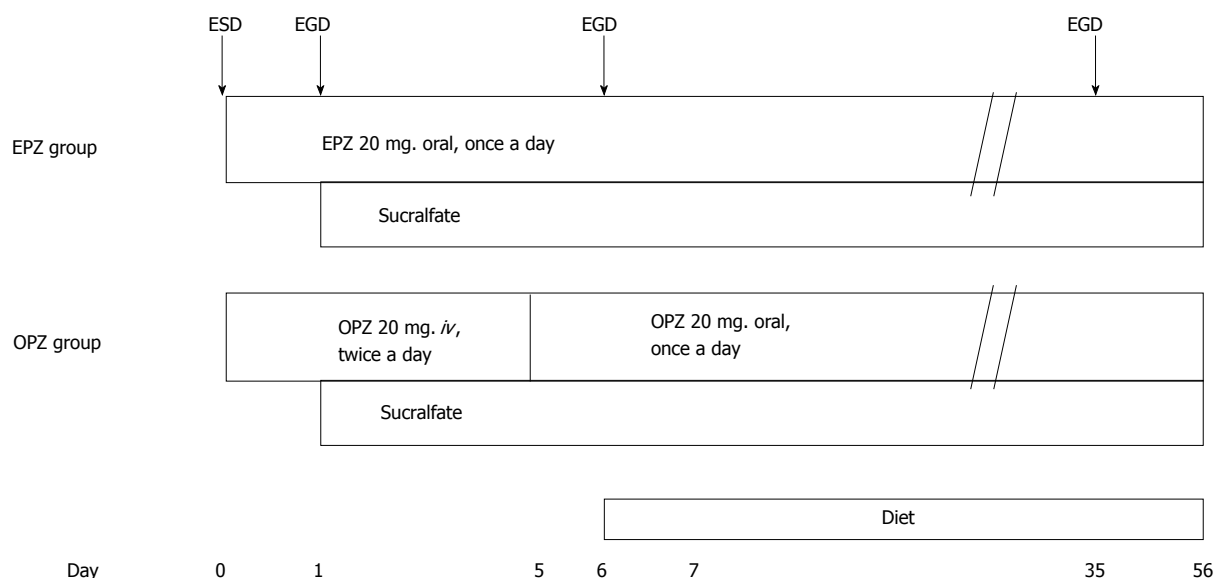 ESD EGD EGD EGD
EPZ group
EPZ 20 mg. oral, once a day
Sucralfate
OPZ group
OPZ 20 mg. iv,
twice a day
OPZ 20 mg. oral,
once a day
Sucralfate
Diet
Day 0 1 5 6 7 35 56